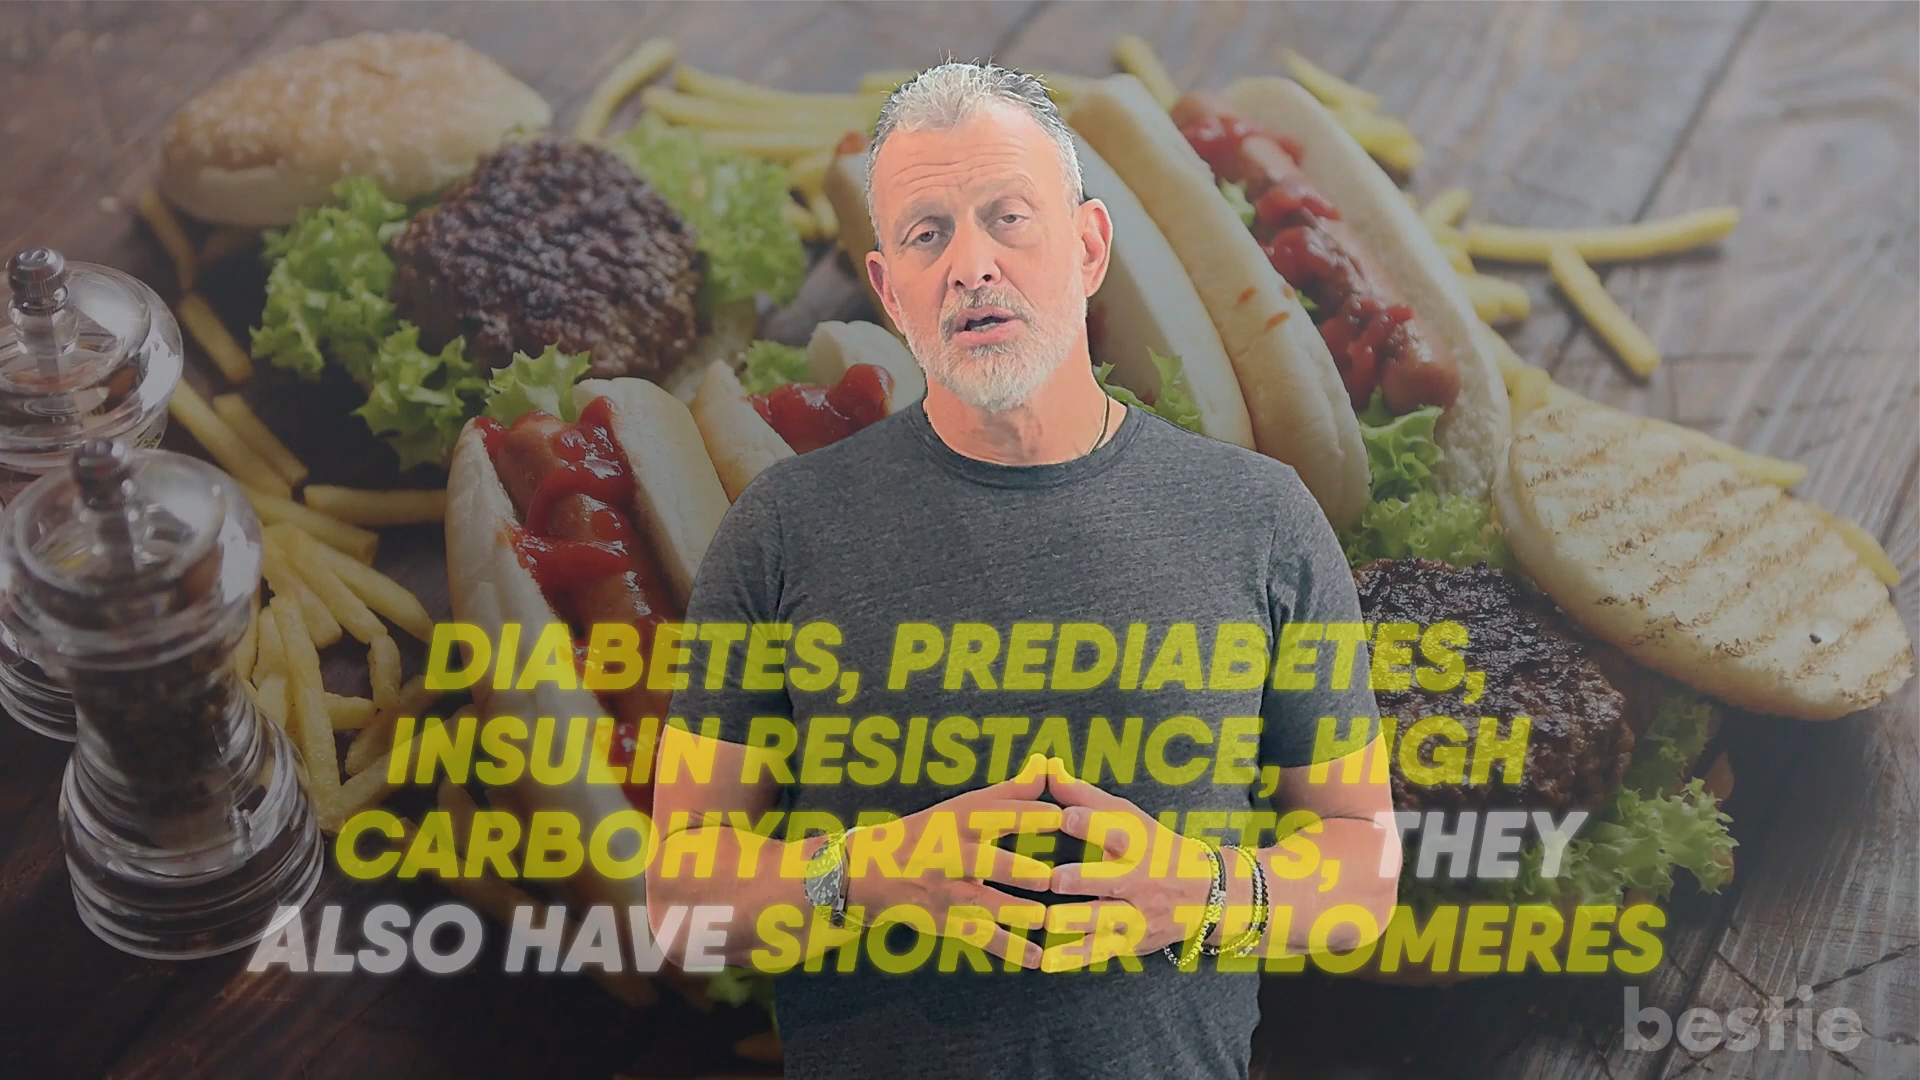 DIABETES, PREDIABETES,
INSULIN RESISTANCE, HIGH
CARBOHYDRATE DIETS, THEY
ALSO HAVE SHORTER TELOMERES
bestie